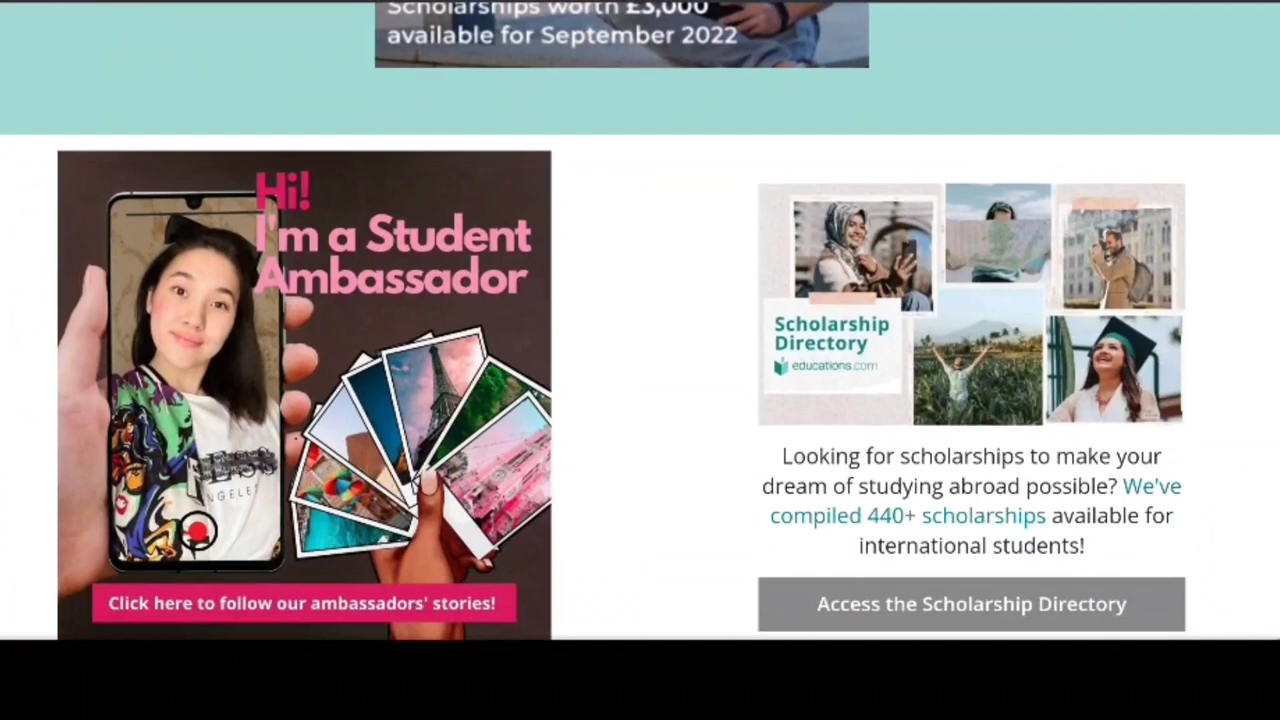 Scholarships worth £3,000
available for September 2022
Hi!
I'm a Student
Ambassador
ANGELES
Click here to follow our ambassadors' stories!
Scholarship
Directory
educations.com
Looking for scholarships to make your
dream of studying abroad possible? We've
compiled 440+ scholarships available for
international students!
Access the Scholarship Directory